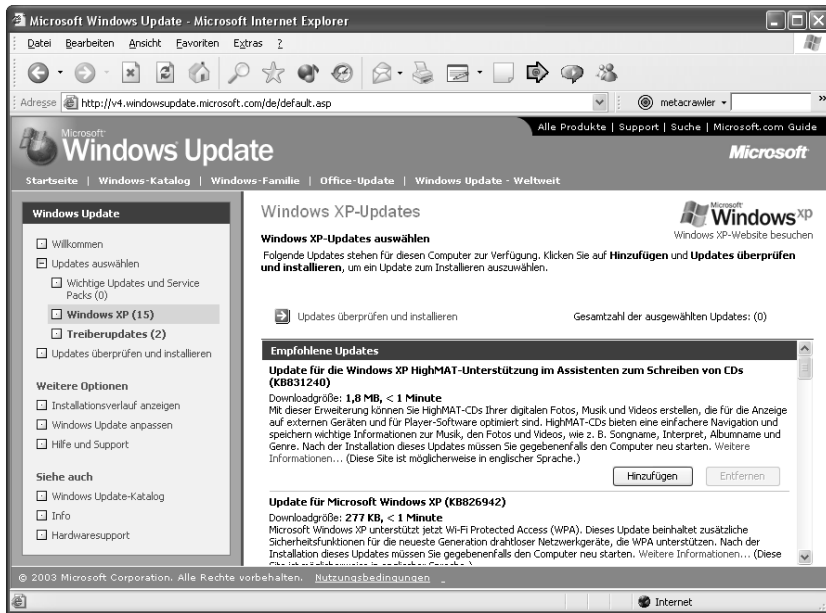 Microsoft Windows Update - Microsoft Internet Explorer
Datei Bearbeiten Ansicht Favoriten Extras ?
Adresse http://v4.windowsupdate.microsoft.com/de/default.asp metacrawler »
Alle Produkte | Support | Suche | Microsoft.com Guide
Microsoft
Windows Update
Microsoft
Startseite | Windows-Katalog | Windows-Familie | Office-Update | Windows Update - Weltweit
Windows Update
Willkommen
Updates auswählen
Wichtige Updates und Service
Packs (0)
Windows XP (15)
Treiberupdates (2)
Updates überprüfen und installieren
Weitere Optionen
Installationsverlauf anzeigen
Windows Update anpassen
Hilfe und Support
Siehe auch
Windows Update-Katalog
Info
Hardwaresupport
Windows XP-Updates
Microsoft
Windows xp
Windows XP-Website besuchen
Windows XP-Updates auswählen
Folgende Updates stehen für diesen Computer zur Verfügung. Klicken Sie auf Hinzufügen und Updates überprüfen
und installieren, um ein Update zum Installieren auszuwählen.
Updates überprüfen und installieren Gesamtzahl der ausgewählten Updates: (0)
Empfohlene Updates
Update für die Windows XP HighMAT-Unterstützung im Assistenten zum Schreiben von CDs
(KB831240)
Downloadgröße: 1,8 MB, < 1 Minute
Mit dieser Erweiterung können Sie HighMAT-CDs Ihrer digitalen Fotos, Musik und Videos erstellen, die für die Anzeige
auf externen Geräten und für Player-Software optimiert sind. HighMAT-CDs bieten eine einfachere Navigation und
speichern wichtige Informationen zur Musik, den Fotos und Videos, wie z. B. Songname, Interpret, Albumname und
Genre. Nach der Installation dieses Updates müssen Sie gegebenenfalls den Computer neu starten. Weitere
Informationen... (Diese Site ist möglicherweise in englischer Sprache.)
Hinzufügen Entfernen
Update für Microsoft Windows XP (KB826942)
Downloadgröße: 277 KB, < 1 Minute
Microsoft Windows XP unterstützt jetzt Wi-Fi Protected Access (WPA). Dieses Update beinhaltet zusätzliche
Sicherheitsfunktionen für die neueste Generation drahtloser Netzwerkgeräte, die WPA unterstützen. Nach der
Installation dieses Updates müssen Sie gegebenenfalls den Computer neu starten. Weitere Informationen... (Diese
© 2003 Microsoft Corporation. Alle Rechte vorbehalten. Nutzungsbedingungen
Internet